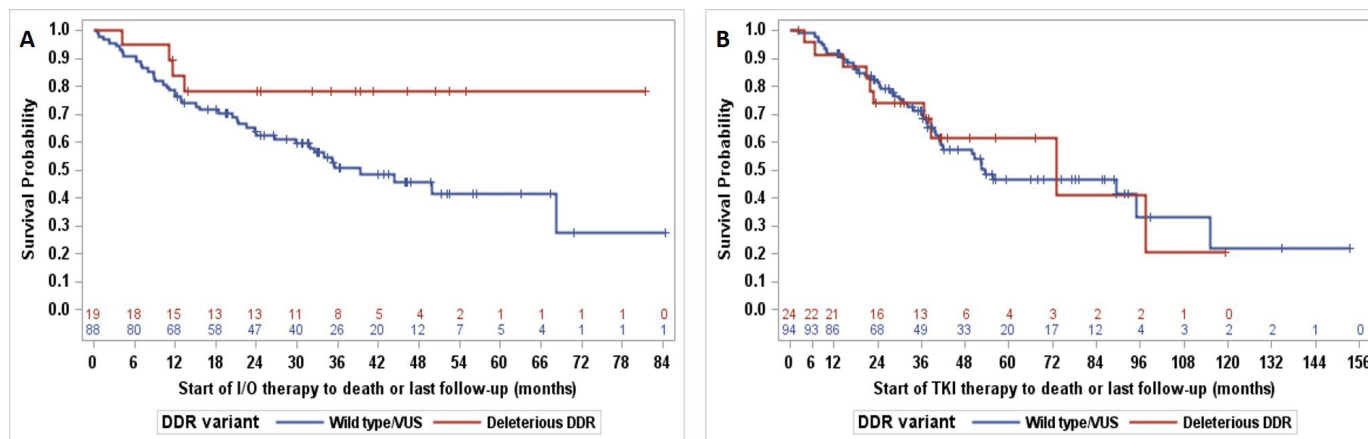 A
Survival Probability
1.0
0.9
0.8
0.7
0.6
0.5
0.4
0.3
0.2
0.1
0.0
19 18 15 13 13 11 8 5 4 2 1 1 1 1 0
88 80 68 58 47 40 26 20 12 7 5 4 1 1 1
0 6 12 18 24 30 36 42 48 54 60 66 72 78 84
Start of I/O therapy to death or last follow-up (months)
DDR variant Wild type/VUS Deleterious DDR
B
Survival Probability
1.0
0.9
0.8
0.7
0.6
0.5
0.4
0.3
0.2
0.1
0.0
24 22 21 16 13 6 4 3 2 2 1 0
94 93 86 68 49 33 20 17 12 4 3 2 2 1 0
0 6 12 24 36 48 60 72 84 96 108 120 132 144 156
Start of TKI therapy to death or last follow-up (months)
DDR variant Wild type/VUS Deleterious DDR